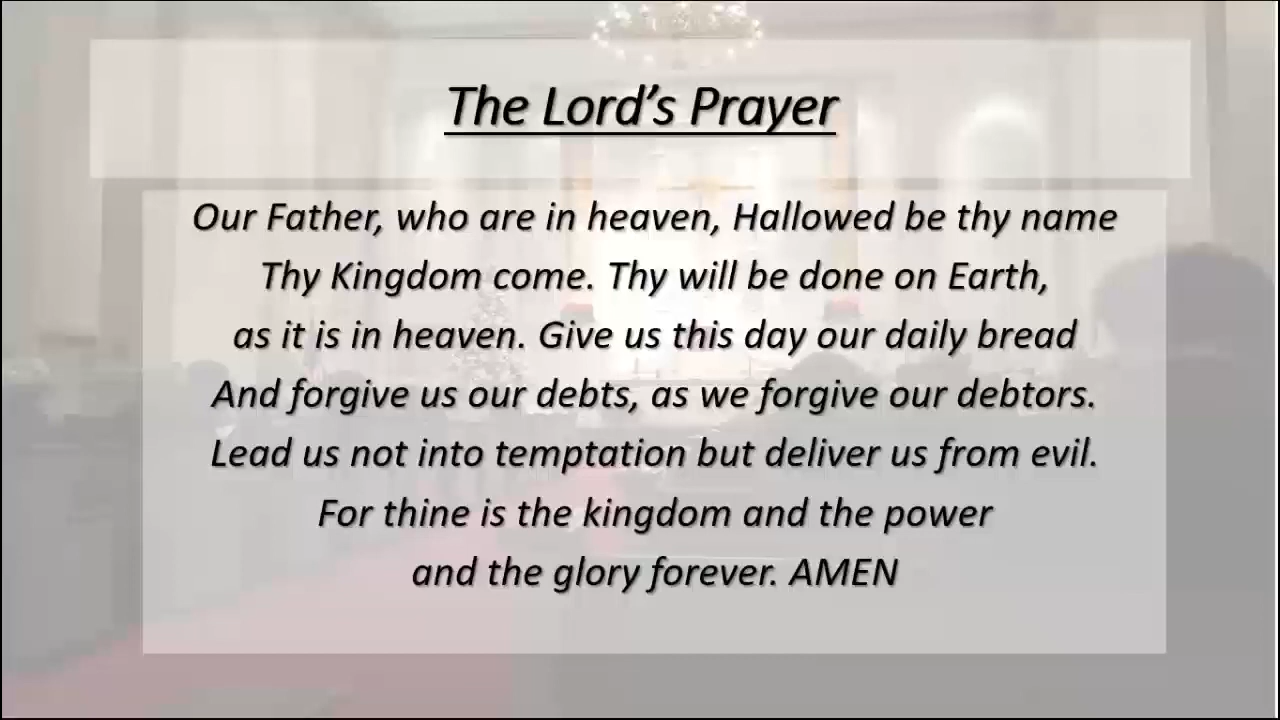 The Lord’s Prayer
Our Father, who are in heaven, Hallowed be thy name
Thy Kingdom come. Thy will be done on Earth,
as it is in heaven. Give us this day our daily bread
And forgive us our debts, as we forgive our debtors.
Lead us not into temptation but deliver us from evil.
For thine is the kingdom and the power
and the glory forever. AMEN